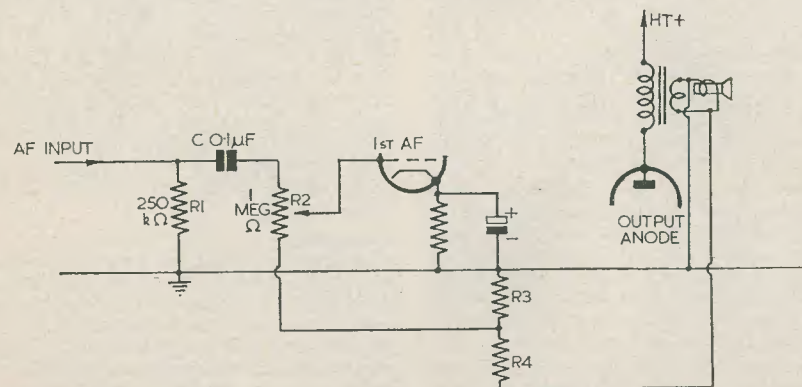 HT+
C 0.1µF
1ST AF
AF INPUT
250
kΩ
R1
1
MEG
Ω
R2
+
−
OUTPUT
ANODE
R3
R4